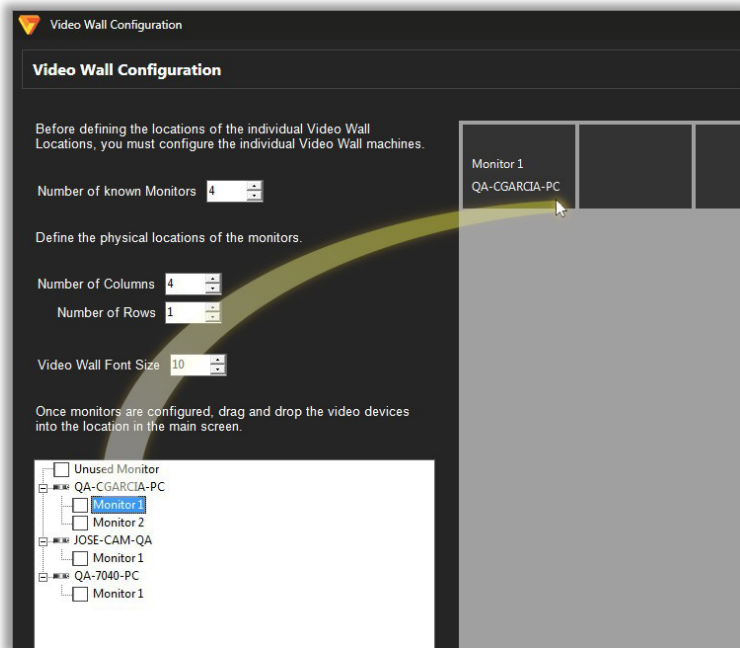 Video Wall Configuration
Video Wall Configuration
Before defining the locations of the individual Video Wall
Locations, you must configure the individual Video Wall machines.
Number of known Monitors 4
Define the physical locations of the monitors.
Number of Columns 4
Number of Rows 1
Video Wall Font Size 10
Once monitors are configured, drag and drop the video devices
into the location in the main screen.
Unused Monitor
QA-CGARCIA-PC
Monitor 1
Monitor 2
JOSE-CAM-QA
Monitor 1
QA-7040-PC
Monitor 1
Monitor 1
QA-CGARCIA-PC